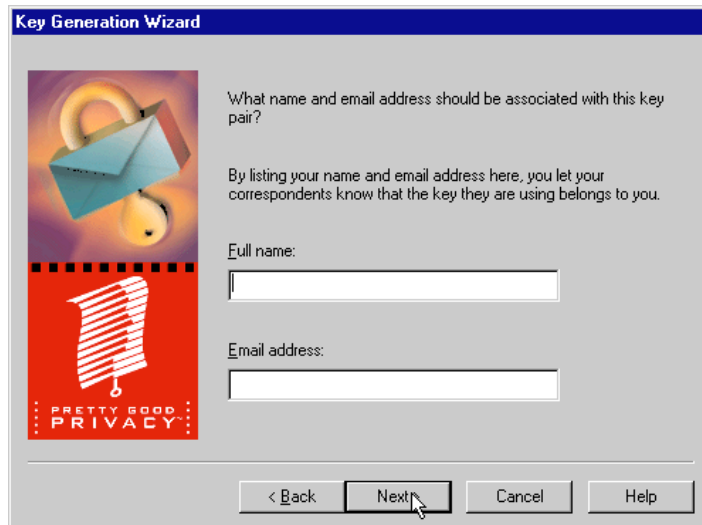 Key Generation Wizard
What name and email address should be associated with this key
pair?
By listing your name and email address here, you let your
correspondents know that the key they are using belongs to you.
Full name:
Email address:
PRETTY GOOD
PRIVACY™
< Back Next > Cancel Help